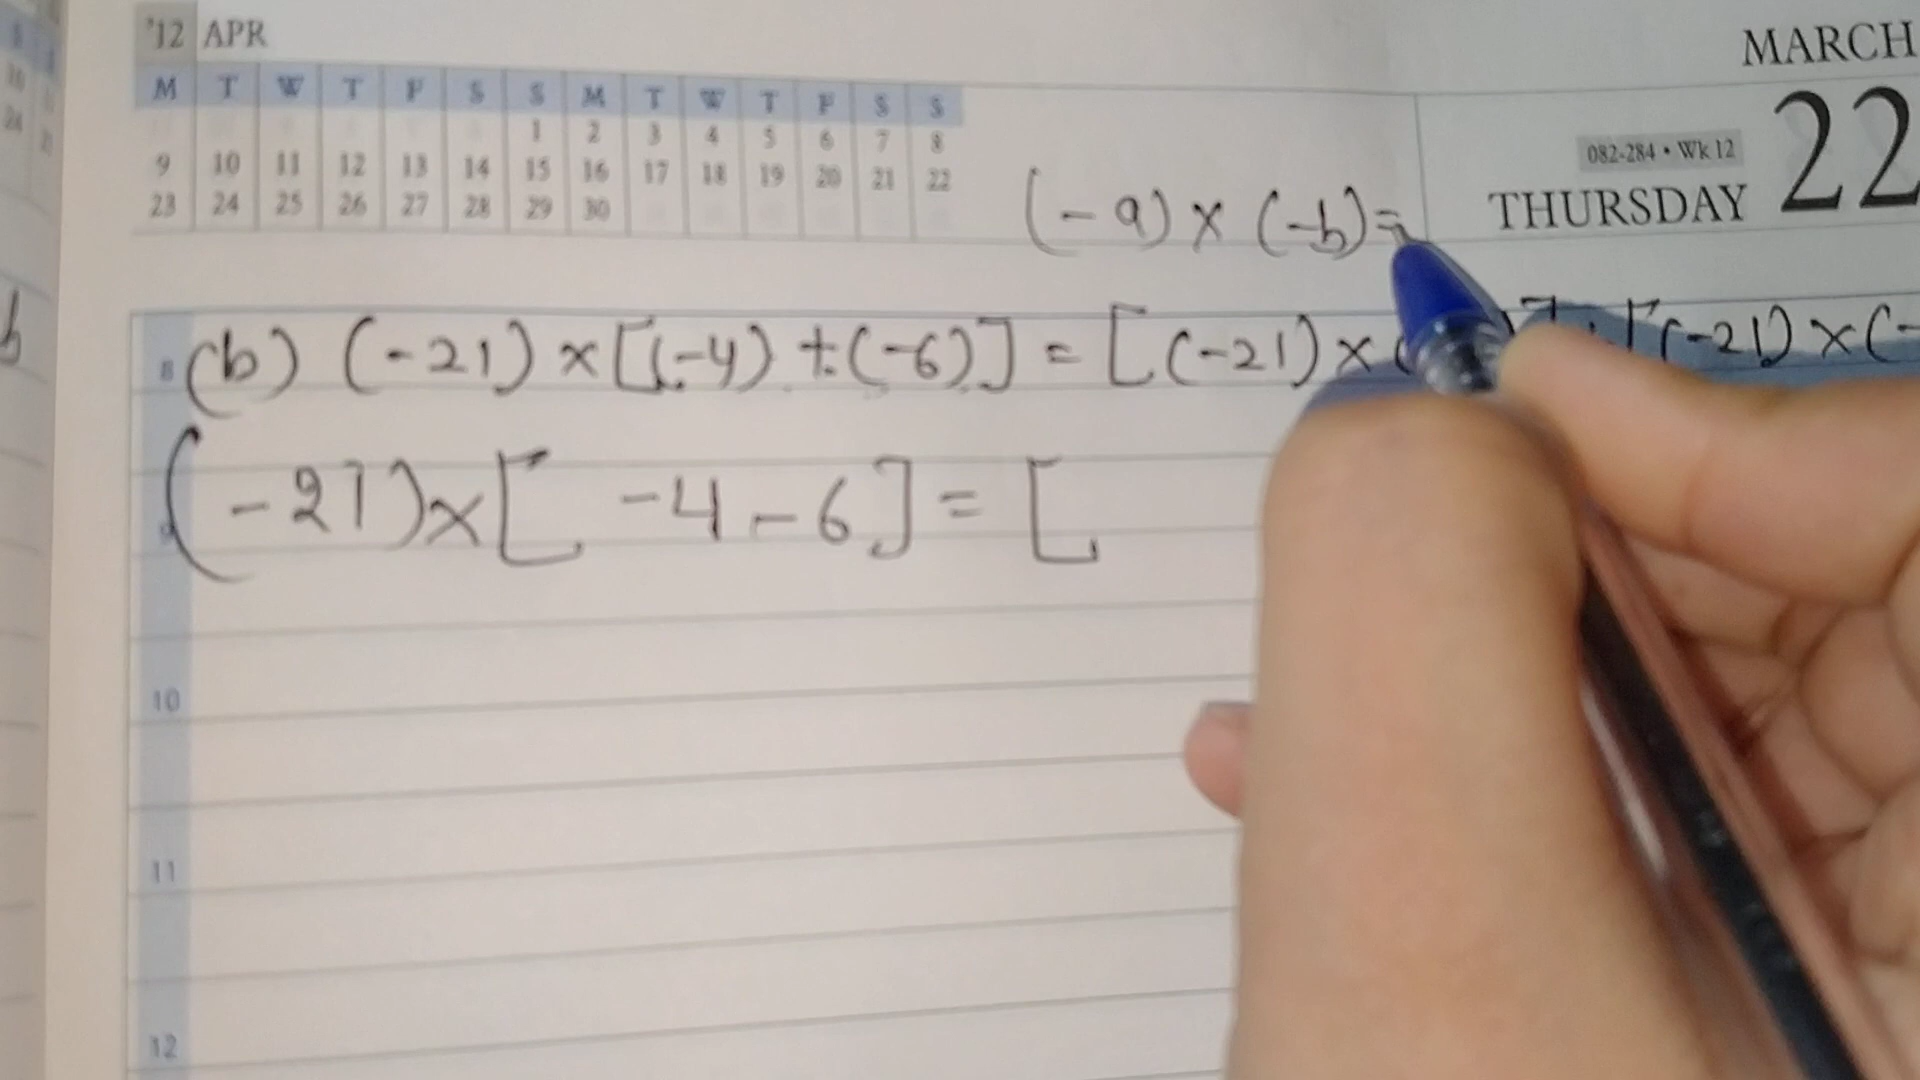 '12 APR
M T W T F S S M T W T F S S
1 2 3 4 5 6 7 8
9 10 11 12 13 14 15 16 17 18 19 20 21 22
23 24 25 26 27 28 29 30
MARCH
22
082-284 • Wk 12
THURSDAY
(-a) × (-b) =
8 (b) (-21) × [(-4) + (-6)] = [(-21) × ] [(-21) × (-
(-21) × [ -4 - 6] = [
10
11
12